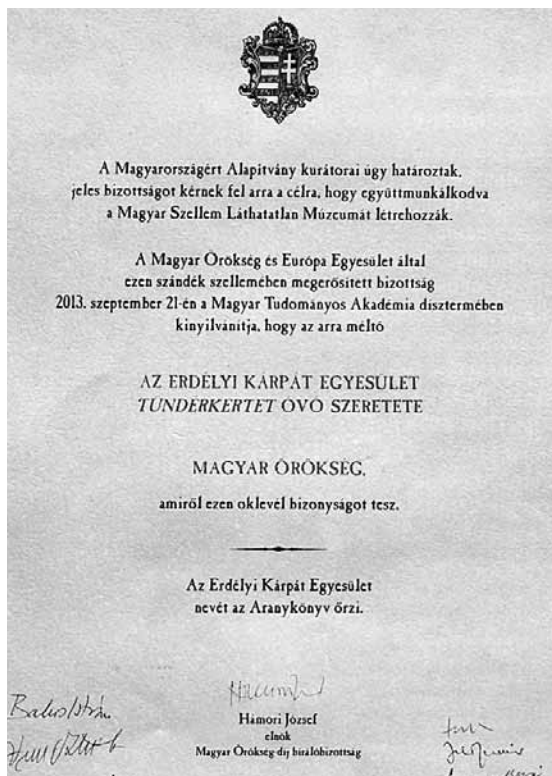 A Magyarországért Alapítvány kurátorai úgy határoztak,
jeles bizottságot kérnek fel arra a célra, hogy együttmunkálkodva
a Magyar Szellem Láthatatlan Múzeumát létrehozzák.
A Magyar Örökség és Európa Egyesület által
ezen szándék szellemében megerősített bizottság
2013. szeptember 21-én a Magyar Tudományos Akadémia dísztermében
kinyilvánítja, hogy az arra méltó
AZ ERDÉLYI KÁRPÁT EGYESÜLET
TÜNDÉRKERTET ÓVÓ SZERETETE
MAGYAR ÖRÖKSÉG,
amiről ezen oklevél bizonyságot tesz.
Az Erdélyi Kárpát Egyesület
nevét az Aranykönyv őrzi.
Hámori József
elnök
Magyar Örökség-díj bírálóbizottság